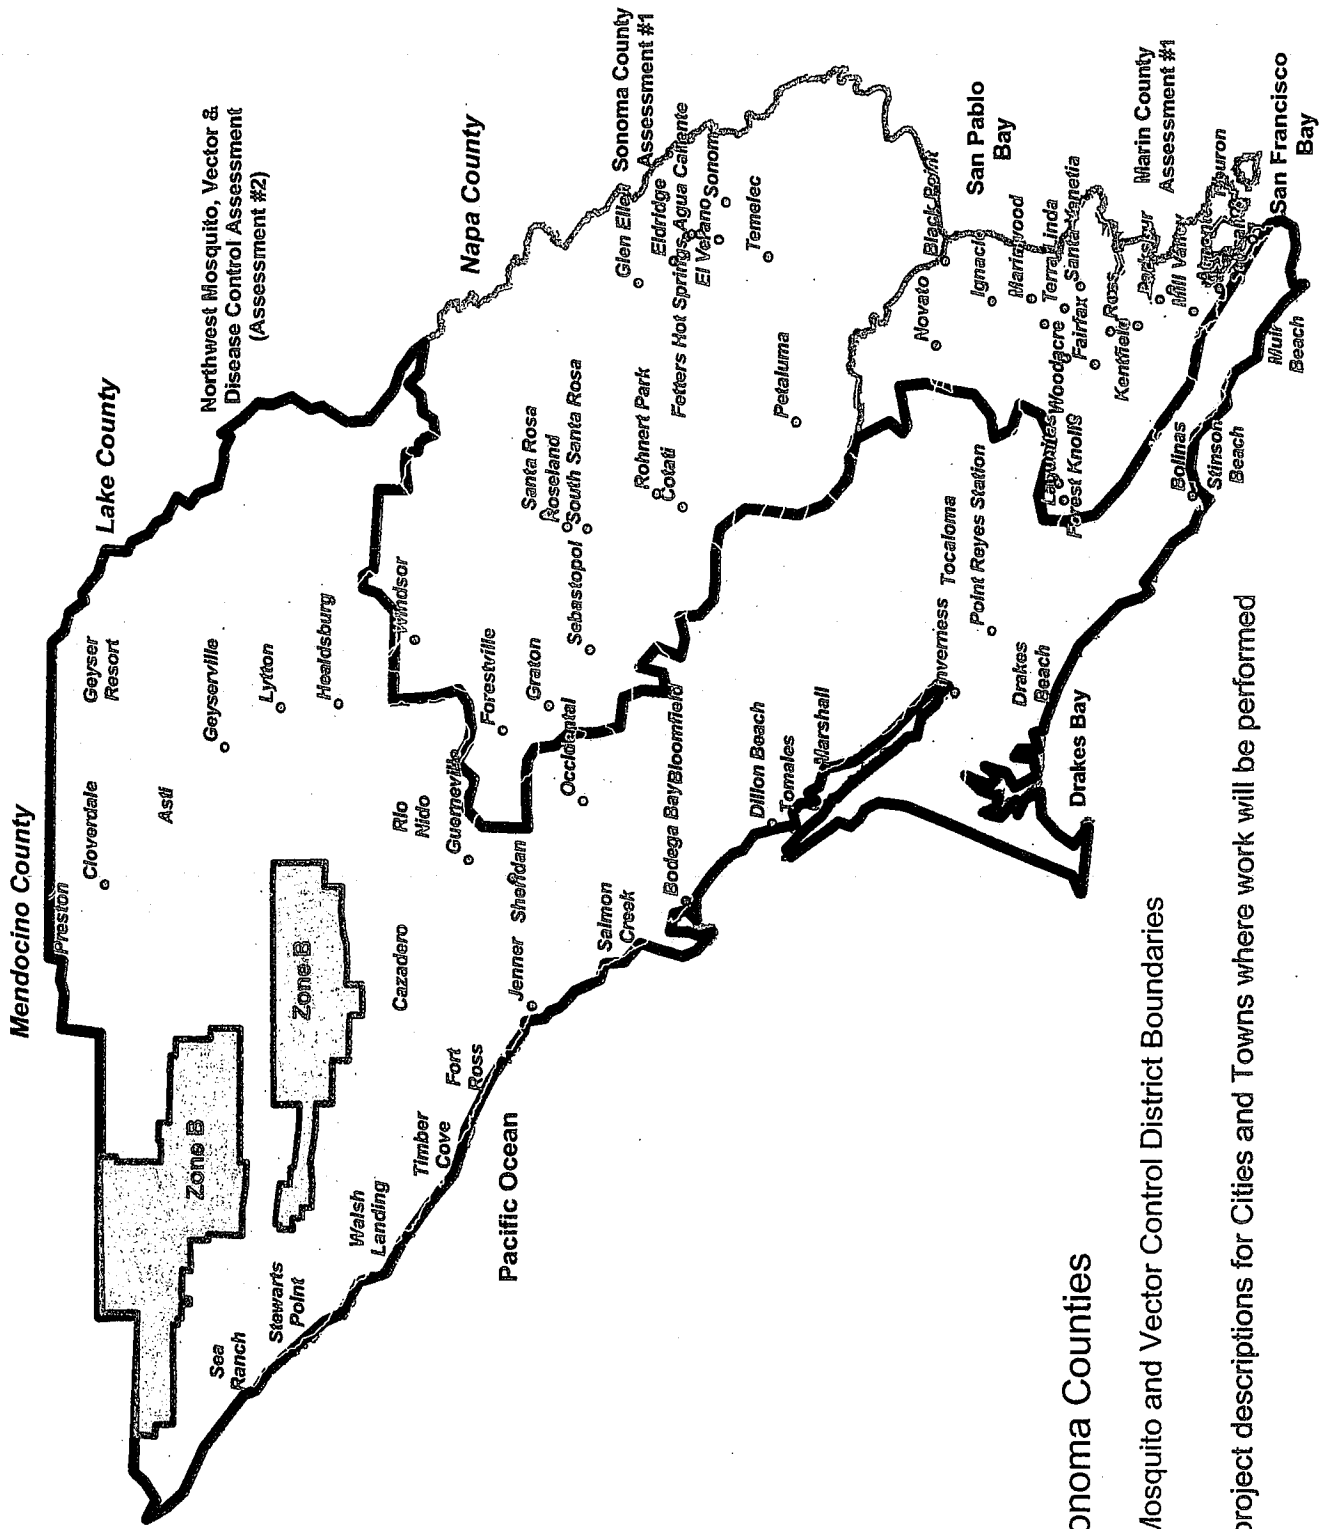 Mendocino County
Lake County
Northwest Mosquito, Vector &
Disease Control Assessment
(Assessment #2)
Napa County
Sonoma County
Assessment #1
San Pablo
Bay
Marin County
Assessment #1
San Francisco
Bay
Preston
Cloverdale
Geyser
Resort
Asti
Zone B
Zone B
Geyserville
Lytton
Healdsburg
Sea
Ranch
Stewarts
Point
Walsh
Landing
Timber
Cove
Fort
Ross
Cazadero
Rio
Nido
Guerneville
Windsor
Jenner
Sheridan
Forestville
Graton
Occidental
Sebastopol
Santa Rosa
Roseland
South Santa Rosa
Rohnert Park
Cotati
Glen Ellen
Eldridge
Fetters Hot Springs
Agua Caliente
El Verano
Sonoma
Temelec
Petaluma
Salmon
Creek
Bodega Bay
Bloomfield
Dillon Beach
Tomales
Marshall
Inverness
Tocaloma
Point Reyes Station
Drakes
Beach
Drakes Bay
Pacific Ocean
Novato
Black Point
Ignacio
Marinwood
Terra Linda
Santa Venetia
Lagunitas
Woodacre
Forest Knolls
Fairfax
Ross
Kentfield
Mill Valley
Tiburon
Bolinas
Stinson
Beach
Muir
Beach
onoma Counties
Mosquito and Vector Control District Boundaries
project descriptions for Cities and Towns where work will be performed